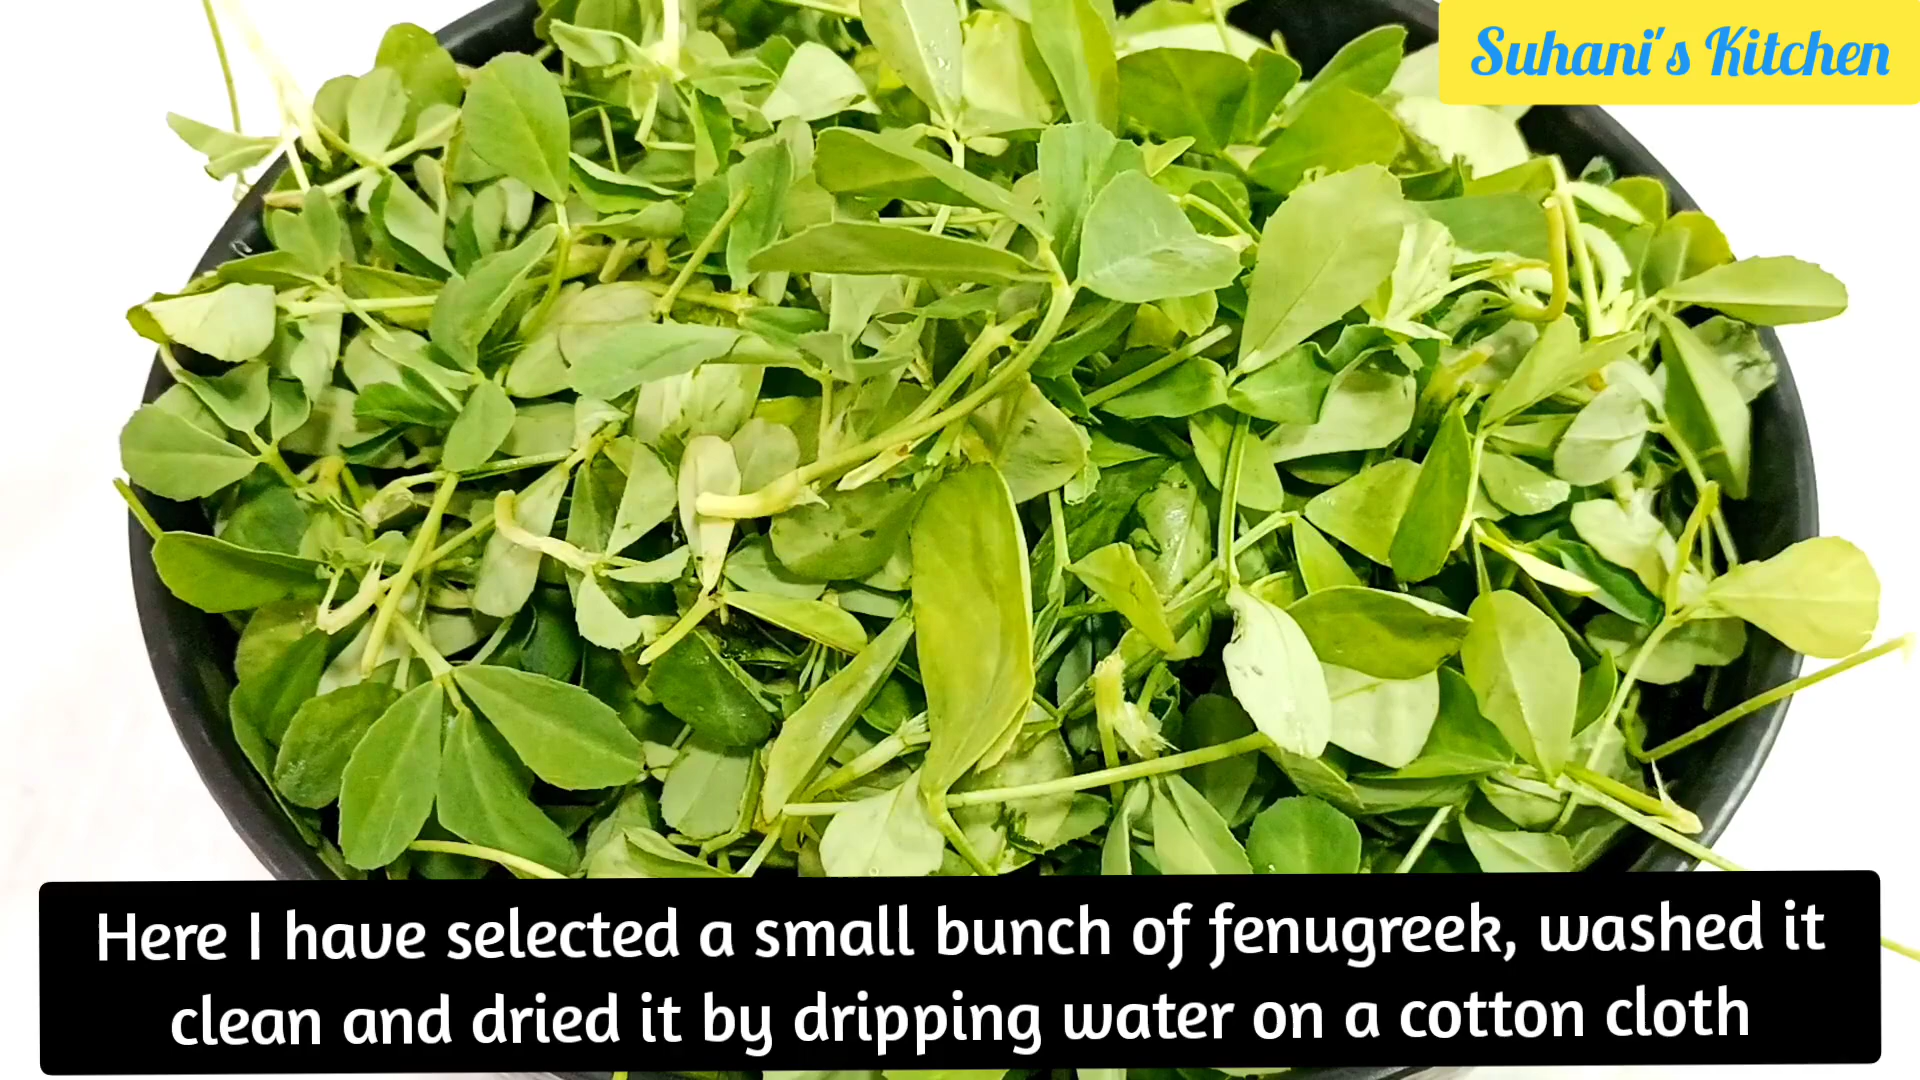 Suhani's Kitchen
Here I have selected a small bunch of fenugreek, washed it
clean and dried it by dripping water on a cotton cloth